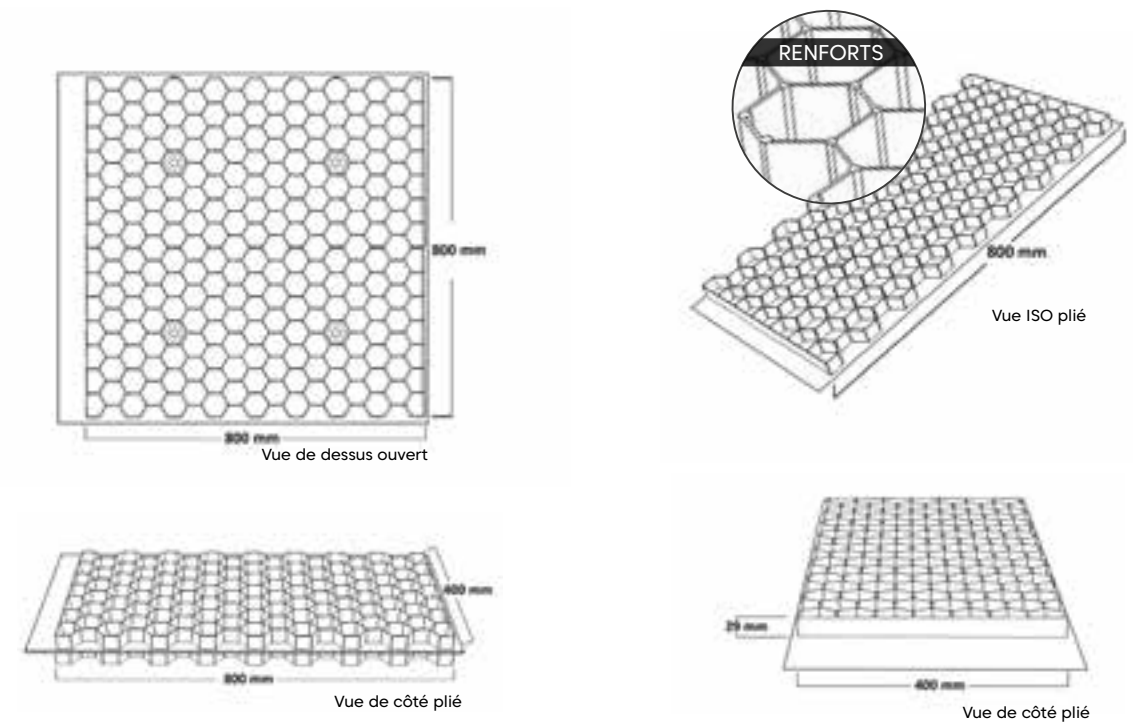 RENFORTS
800 mm
800 mm
Vue de dessus ouvert
800 mm
Vue ISO plié
400 mm
800 mm
Vue de côté plié
29 mm
400 mm
Vue de côté plié